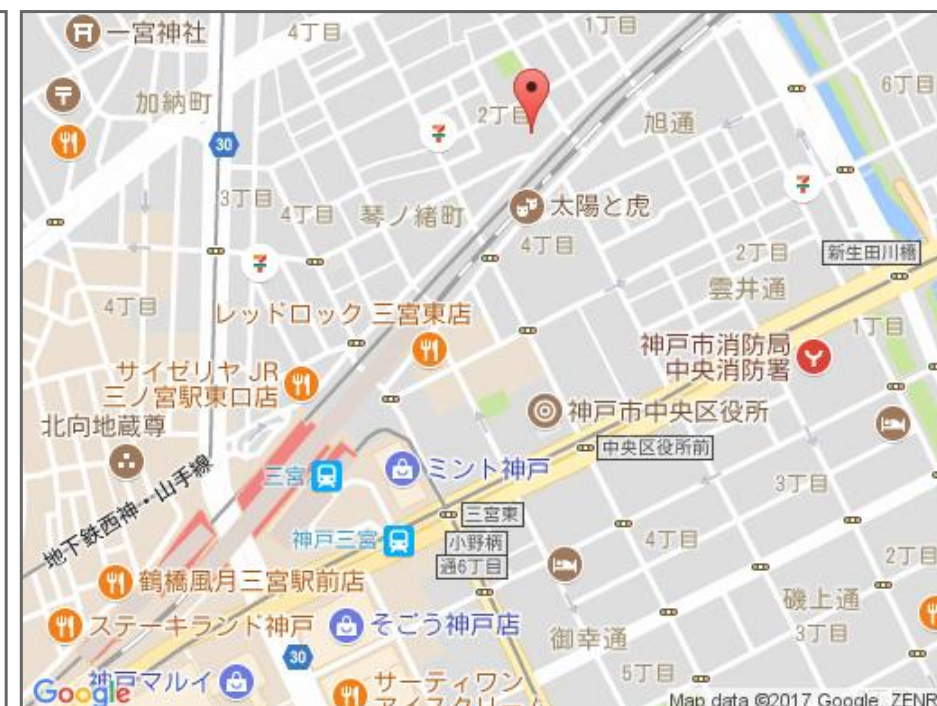 一宮神社
4丁目
1丁目
6丁目
加納町
2丁目
旭通
30
3丁目
4丁目
琴ノ緒町
太陽と虎
4丁目
2丁目
新生田川橋
雲井通
4丁目
レッドロック 三宮東店
1丁目
神戸市消防局
中央消防署
サイゼリヤ JR
三ノ宮駅東口店
北向地蔵尊
神戸市中央区役所
中央区役所前
三宮
ミント神戸
3丁目
地下鉄西神・山手線
三宮東
神戸三宮
小野柄
通6丁目
4丁目
2丁目
鶴橋風月三宮駅前店
磯上通
ステーキランド神戸
そごう神戸店
御幸通
3丁目
30
5丁目
神戸マルイ
サーティワン
アイスクリーム
Google
Map data ©2017 Google, ZENR